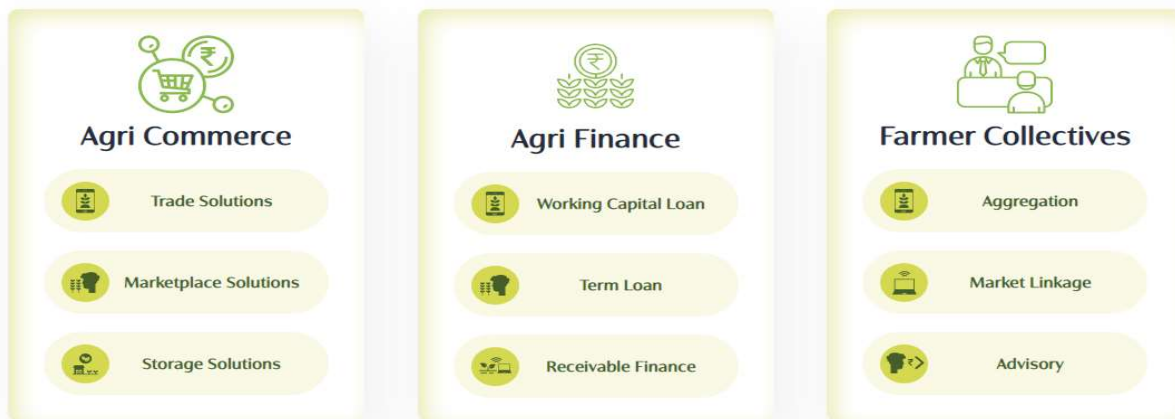 Agri Commerce
Trade Solutions
Marketplace Solutions
Storage Solutions
Agri Finance
Working Capital Loan
Term Loan
Receivable Finance
Farmer Collectives
Aggregation
Market Linkage
Advisory